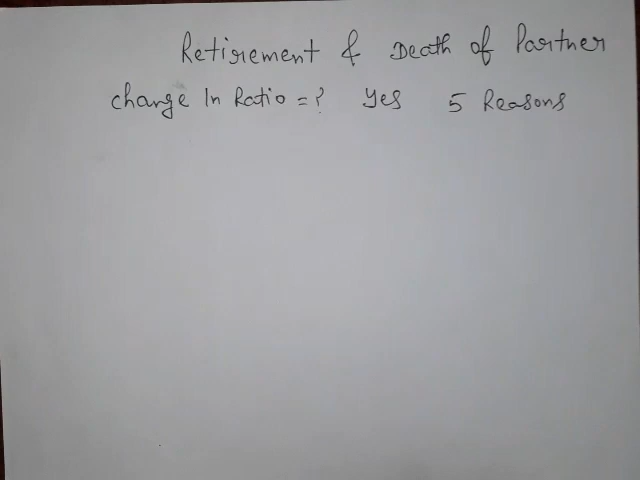 Retirement & Death of Partner
change In Ratio = ? Yes 5 Reasons